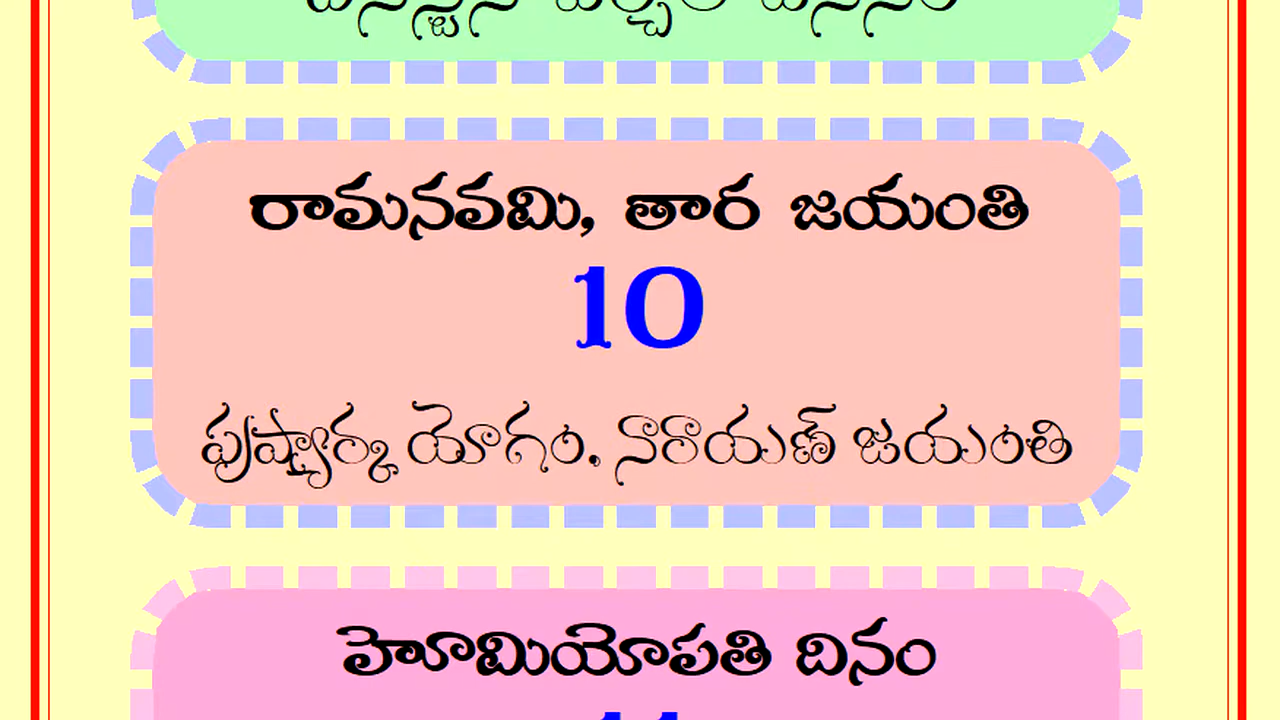 రామనవమి, తార జయంతి
10
పుష్యార్క యోగం. నారాయణ్ జయంతి
హెూమియోపతి దినం